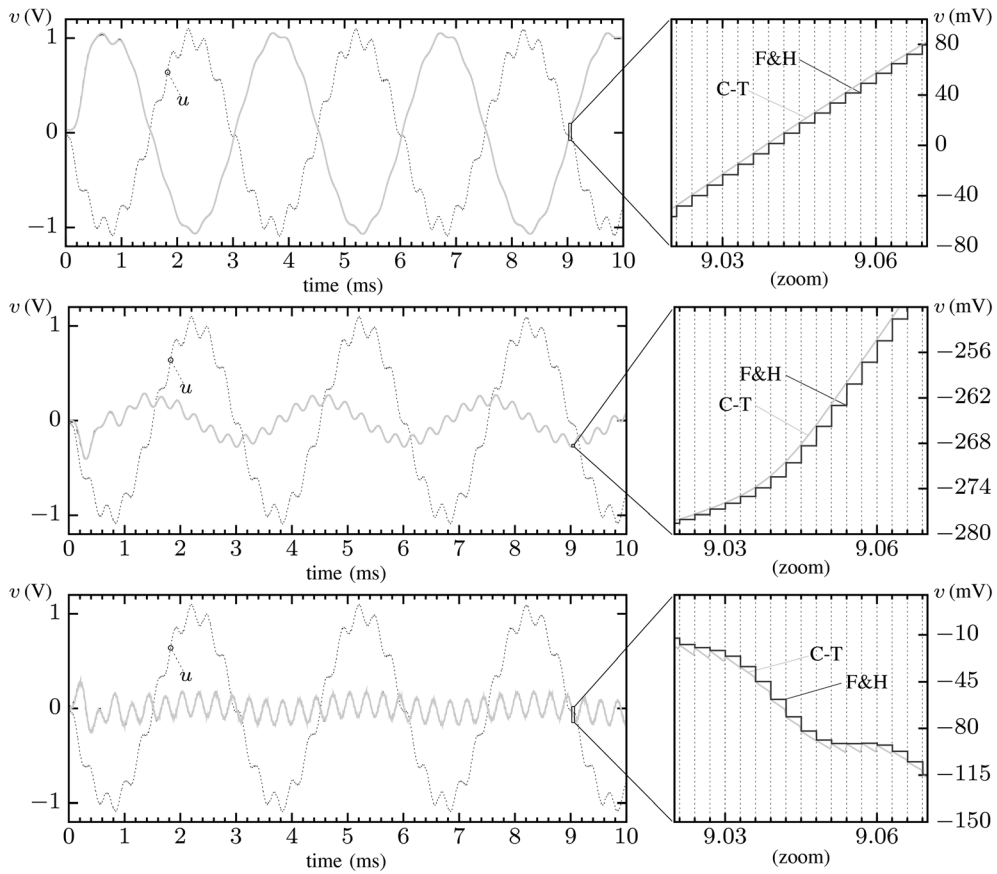 v (V)
1
0
−1
u
0 1 2 3 4 5 6 7 8 9 10
time (ms)
v (mV)
80
40
0
−40
−80
F&H
C-T
9.03 9.06
(zoom)
v (V)
1
0
−1
u
0 1 2 3 4 5 6 7 8 9 10
time (ms)
v (mV)
−256
−262
−268
−274
−280
F&H
C-T
9.03 9.06
(zoom)
v (V)
1
0
−1
u
0 1 2 3 4 5 6 7 8 9 10
time (ms)
v (mV)
−10
−45
−80
−115
−150
C-T
F&H
9.03 9.06
(zoom)